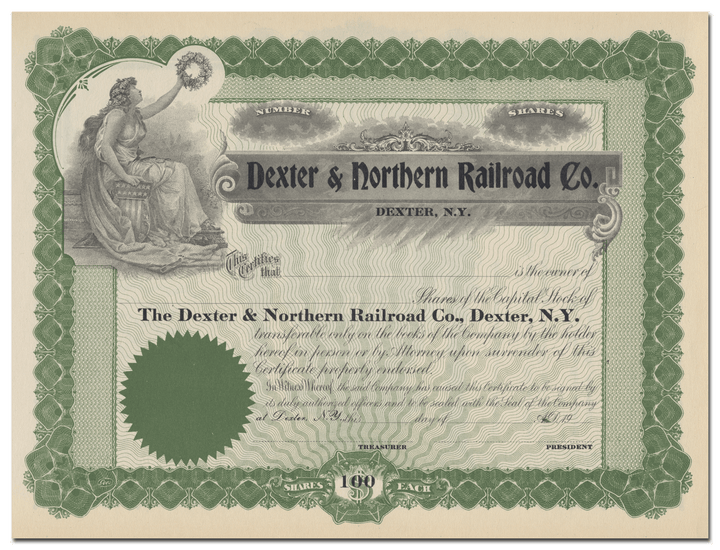 NUMBER
SHARES
Dexter & Northern Railroad Co.
DEXTER, N.Y.
This Certifies that
is the owner of
Shares of the Capital Stock of
The Dexter & Northern Railroad Co., Dexter, N.Y.
transferable only on the books of the Company by the holder
hereof in person or by Attorney upon surrender of this
Certificate properly endorsed.
In Witness Whereof, the said Company has caused this Certificate to be signed by
its duly authorized officers and to be sealed with the Seal of the Company
at Dexter, N.Y. this day of A.D. 19
TREASURER
PRESIDENT
SHARES $100 EACH